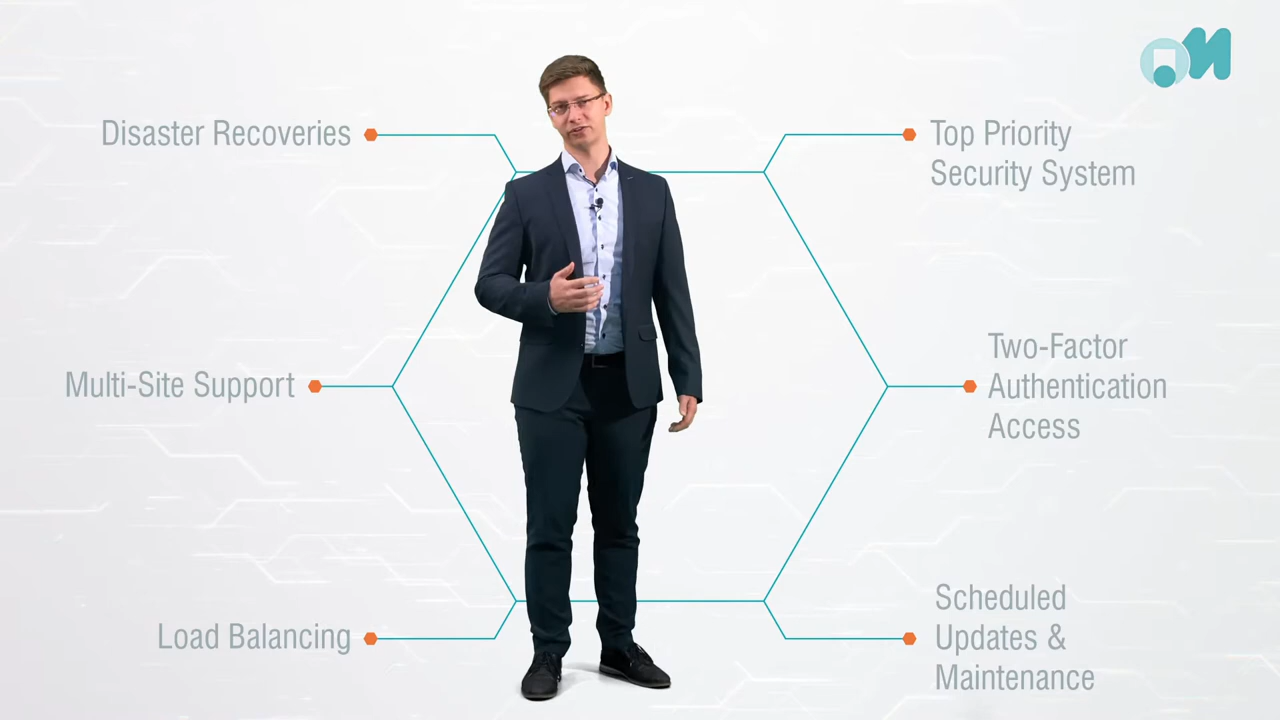 Disaster Recoveries
Top Priority
Security System
Multi-Site Support
Two-Factor
Authentication
Access
Load Balancing
Scheduled
Updates &
Maintenance